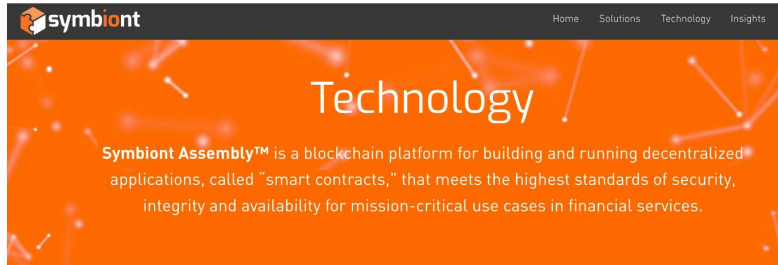 symbiont
Home Solutions Technology Insights
Technology
Symbiont Assembly™ is a blockchain platform for building and running decentralized
applications, called "smart contracts," that meets the highest standards of security,
integrity and availability for mission-critical use cases in financial services.